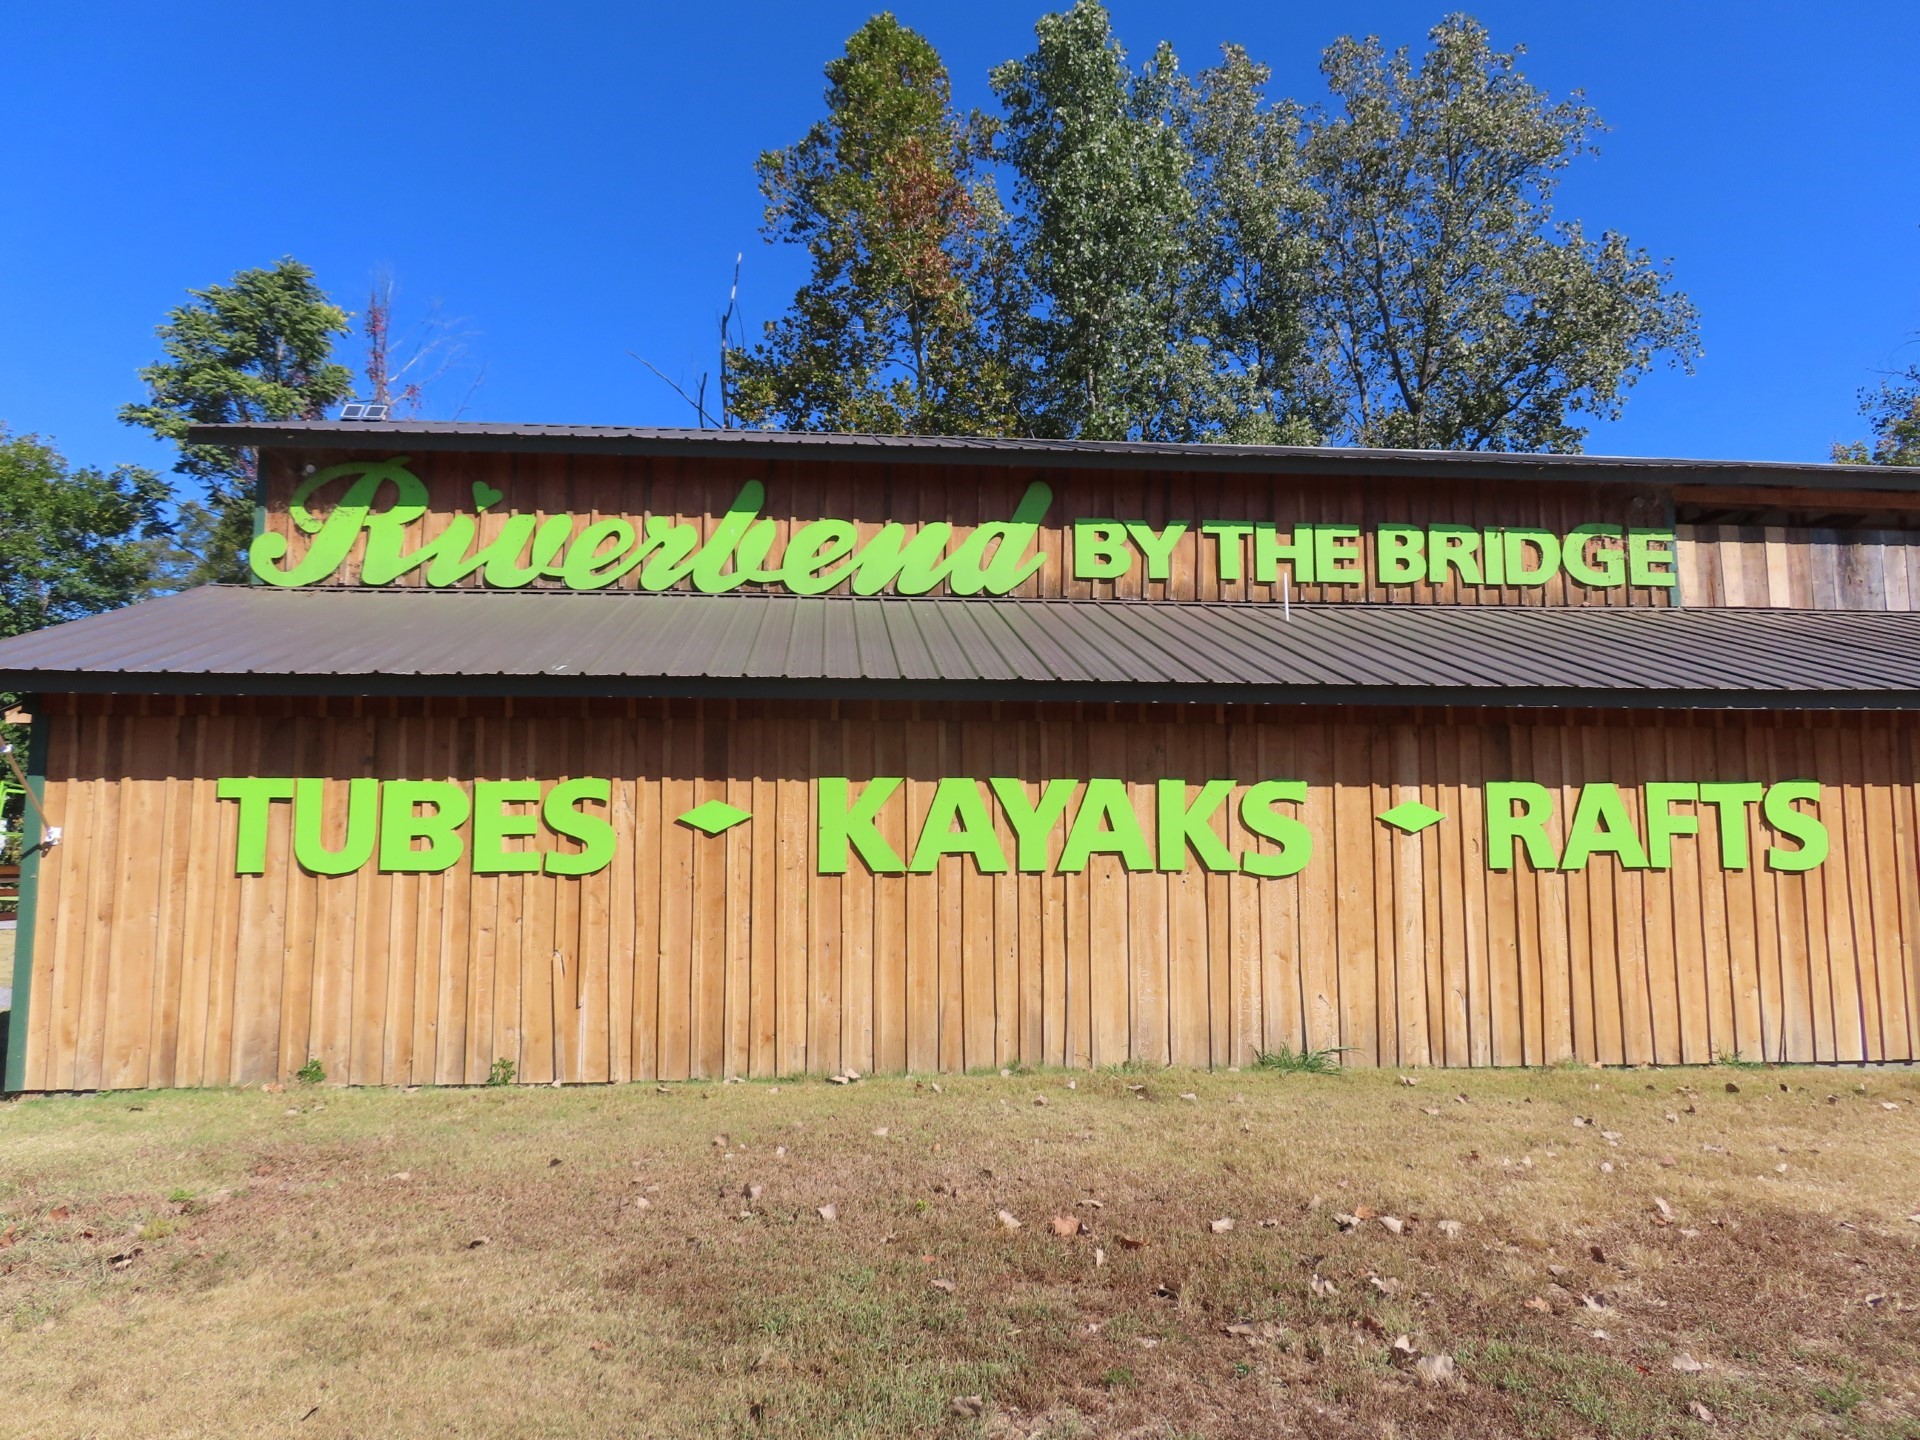 Riverbend BY THE BRIDGE
TUBES ♦ KAYAKS ♦ RAFTS